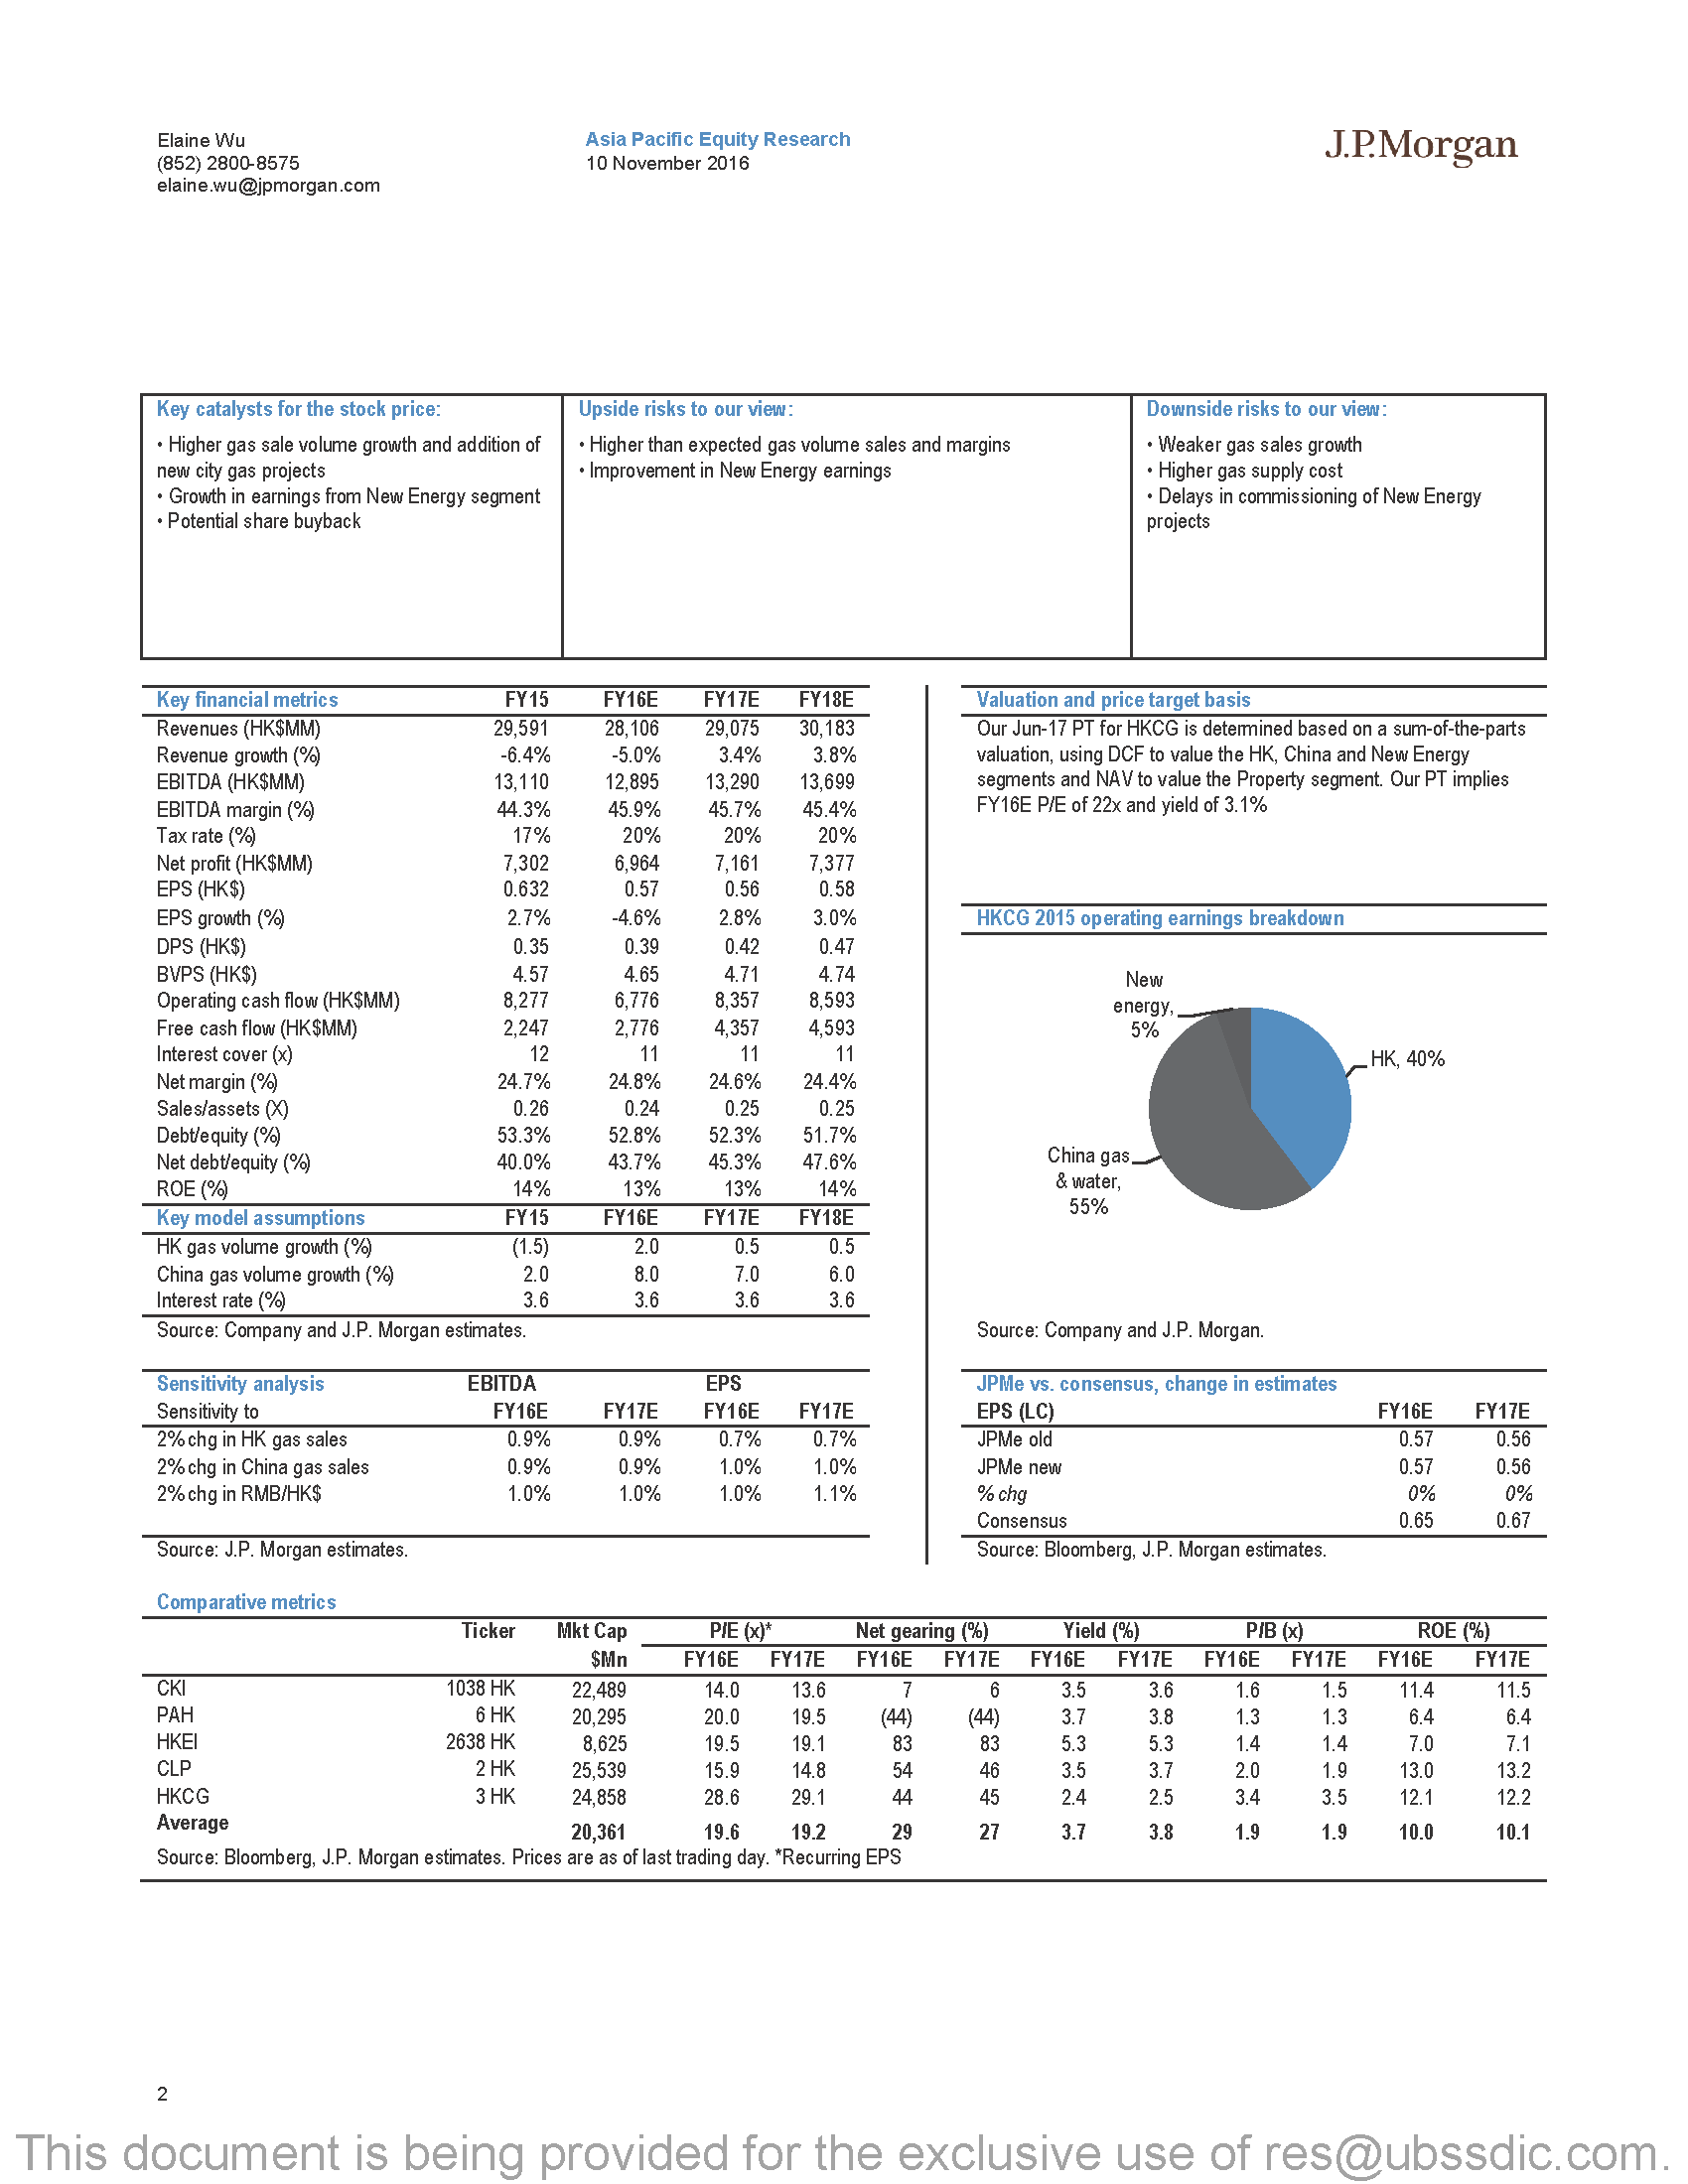 Elaine Wu
(852) 2800-8575
elaine.wu@jpmorgan.com
Asia Pacific Equity Research
10 November 2016
J.P.Morgan
Key catalysts for the stock price:
• Higher gas sale volume growth and addition of
new city gas projects
• Growth in earnings from New Energy segment
• Potential share buyback
Upside risks to our view:
• Higher than expected gas volume sales and margins
• Improvement in New Energy earnings
Downside risks to our view:
• Weaker gas sales growth
• Higher gas supply cost
• Delays in commissioning of New Energy
projects
Key financial metrics FY15 FY16E FY17E FY18E
Revenues (HK$MM) 29,591 28,106 29,075 30,183
Revenue growth (%) -6.4% -5.0% 3.4% 3.8%
EBITDA (HK$MM) 13,110 12,895 13,290 13,699
EBITDA margin (%) 44.3% 45.9% 45.7% 45.4%
Tax rate (%) 17% 20% 20% 20%
Net profit (HK$MM) 7,302 6,964 7,161 7,377
EPS (HK$) 0.632 0.57 0.56 0.58
EPS growth (%) 2.7% -4.6% 2.8% 3.0%
DPS (HK$) 0.35 0.39 0.42 0.47
BVPS (HK$) 4.57 4.65 4.71 4.74
Operating cash flow (HK$MM) 8,277 6,776 8,357 8,593
Free cash flow (HK$MM) 2,247 2,776 4,357 4,593
Interest cover (x) 12 11 11 11
Net margin (%) 24.7% 24.8% 24.6% 24.4%
Sales/assets (X) 0.26 0.24 0.25 0.25
Debt/equity (%) 53.3% 52.8% 52.3% 51.7%
Net debt/equity (%) 40.0% 43.7% 45.3% 47.6%
ROE (%) 14% 13% 13% 14%
Key model assumptions FY15 FY16E FY17E FY18E
HK gas volume growth (%) (1.5) 2.0 0.5 0.5
China gas volume growth (%) 2.0 8.0 7.0 6.0
Interest rate (%) 3.6 3.6 3.6 3.6
Source: Company and J.P. Morgan estimates.
Valuation and price target basis
Our Jun-17 PT for HKCG is determined based on a sum-of-the-parts
valuation, using DCF to value the HK, China and New Energy
segments and NAV to value the Property segment. Our PT implies
FY16E P/E of 22x and yield of 3.1%
HKCG 2015 operating earnings breakdown
New
energy,
5%
HK, 40%
China gas
& water,
55%
Source: Company and J.P. Morgan.
Sensitivity analysis EBITDA EPS
Sensitivity to FY16E FY17E FY16E FY17E
2% chg in HK gas sales 0.9% 0.9% 0.7% 0.7%
2% chg in China gas sales 0.9% 0.9% 1.0% 1.0%
2% chg in RMB/HK$ 1.0% 1.0% 1.0% 1.1%
Source: J.P. Morgan estimates.
JPMe vs. consensus, change in estimates
EPS (LC) FY16E FY17E
JPMe old 0.57 0.56
JPMe new 0.57 0.56
% chg 0% 0%
Consensus 0.65 0.67
Source: Bloomberg, J.P. Morgan estimates.
Comparative metrics
Ticker Mkt Cap P/E (x)* Net gearing (%) Yield (%) P/B (x) ROE (%)
$Mn FY16E FY17E FY16E FY17E FY16E FY17E FY16E FY17E FY16E FY17E
CKI 1038 HK 22,489 14.0 13.6 7 6 3.5 3.6 1.6 1.5 11.4 11.5
PAH 6 HK 20,295 20.0 19.5 (44) (44) 3.7 3.8 1.3 1.3 6.4 6.4
HKEI 2638 HK 8,625 19.5 19.1 83 83 5.3 5.3 1.4 1.4 7.0 7.1
CLP 2 HK 25,539 15.9 14.8 54 46 3.5 3.7 2.0 1.9 13.0 13.2
HKCG 3 HK 24,858 28.6 29.1 44 45 2.4 2.5 3.4 3.5 12.1 12.2
Average 20,361 19.6 19.2 29 27 3.7 3.8 1.9 1.9 10.0 10.1
Source: Bloomberg, J.P. Morgan estimates. Prices are as of last trading day. *Recurring EPS
2
This document is being provided for the exclusive use of res@ubssdic.com.